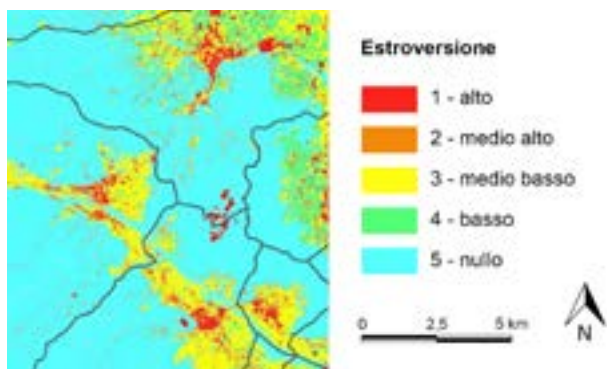 Estroversione
1 - alto
2 - medio alto
3 - medio basso
4 - basso
5 - nullo
0 2,5 5 km
N